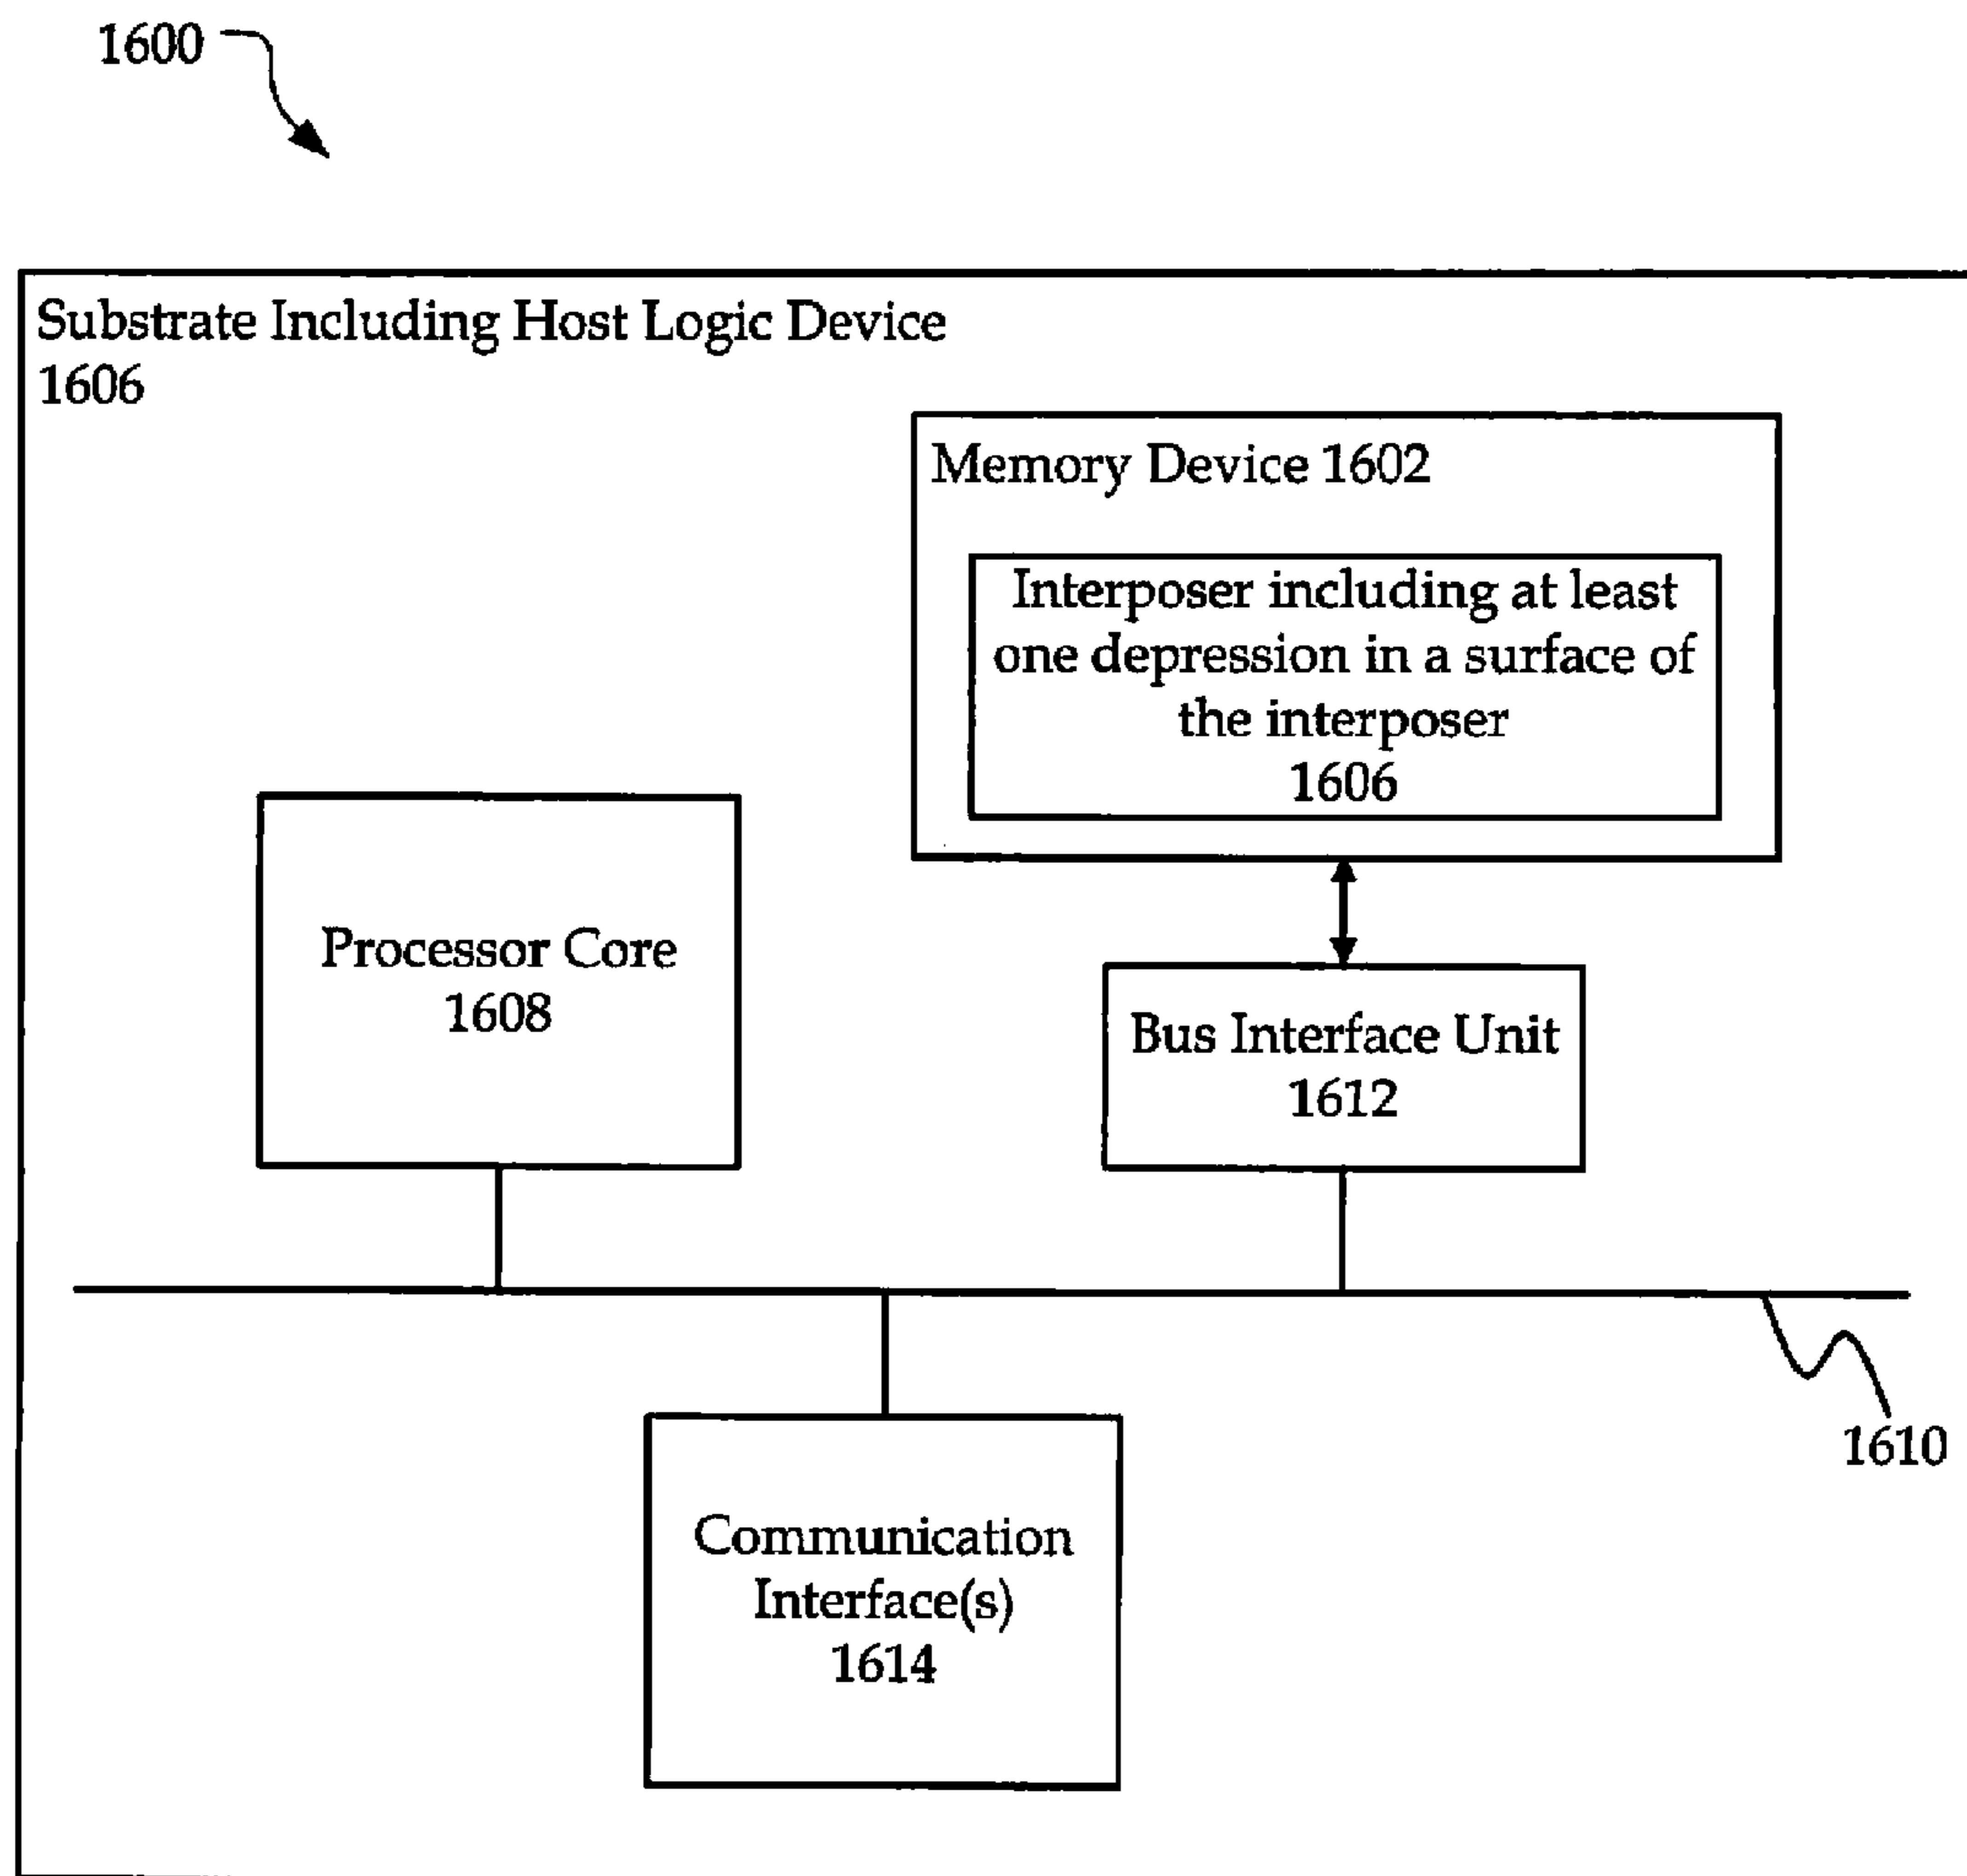 1600
Substrate Including Host Logic Device
1606
Memory Device 1602
Interposer including at least
one depression in a surface of
the interposer
1606
Processor Core
1608
Bus Interface Unit
1612
1610
Communication
Interface(s)
1614